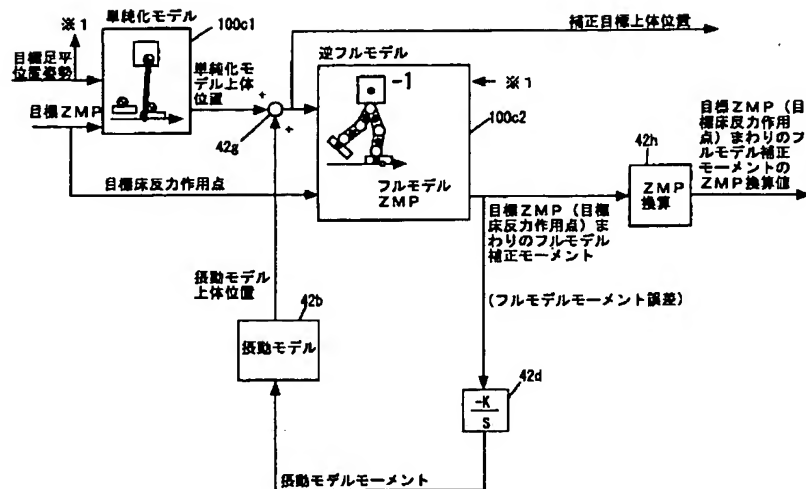 単純化モデル
100c1
※1
目標足平
位置姿勢
目標ZMP
単純化モ
デル上体
位置
+
+
42g
補正目標上体位置
逆フルモデル
-1
※1
100c2
フルモデル
ZMP
目標床反力作用点
42h
ZMP
換算
目標ZMP(目
標床反力作用
点)まわりのフ
ルモデル補正
モーメントの
ZMP換算値
目標ZMP(目標
床反力作用点)ま
わりのフルモデル
補正モーメント
(フルモデルモーメント誤差)
摂動モデル
上体位置
42b
摂動モデル
42d
-K
S
摂動モデルモーメント